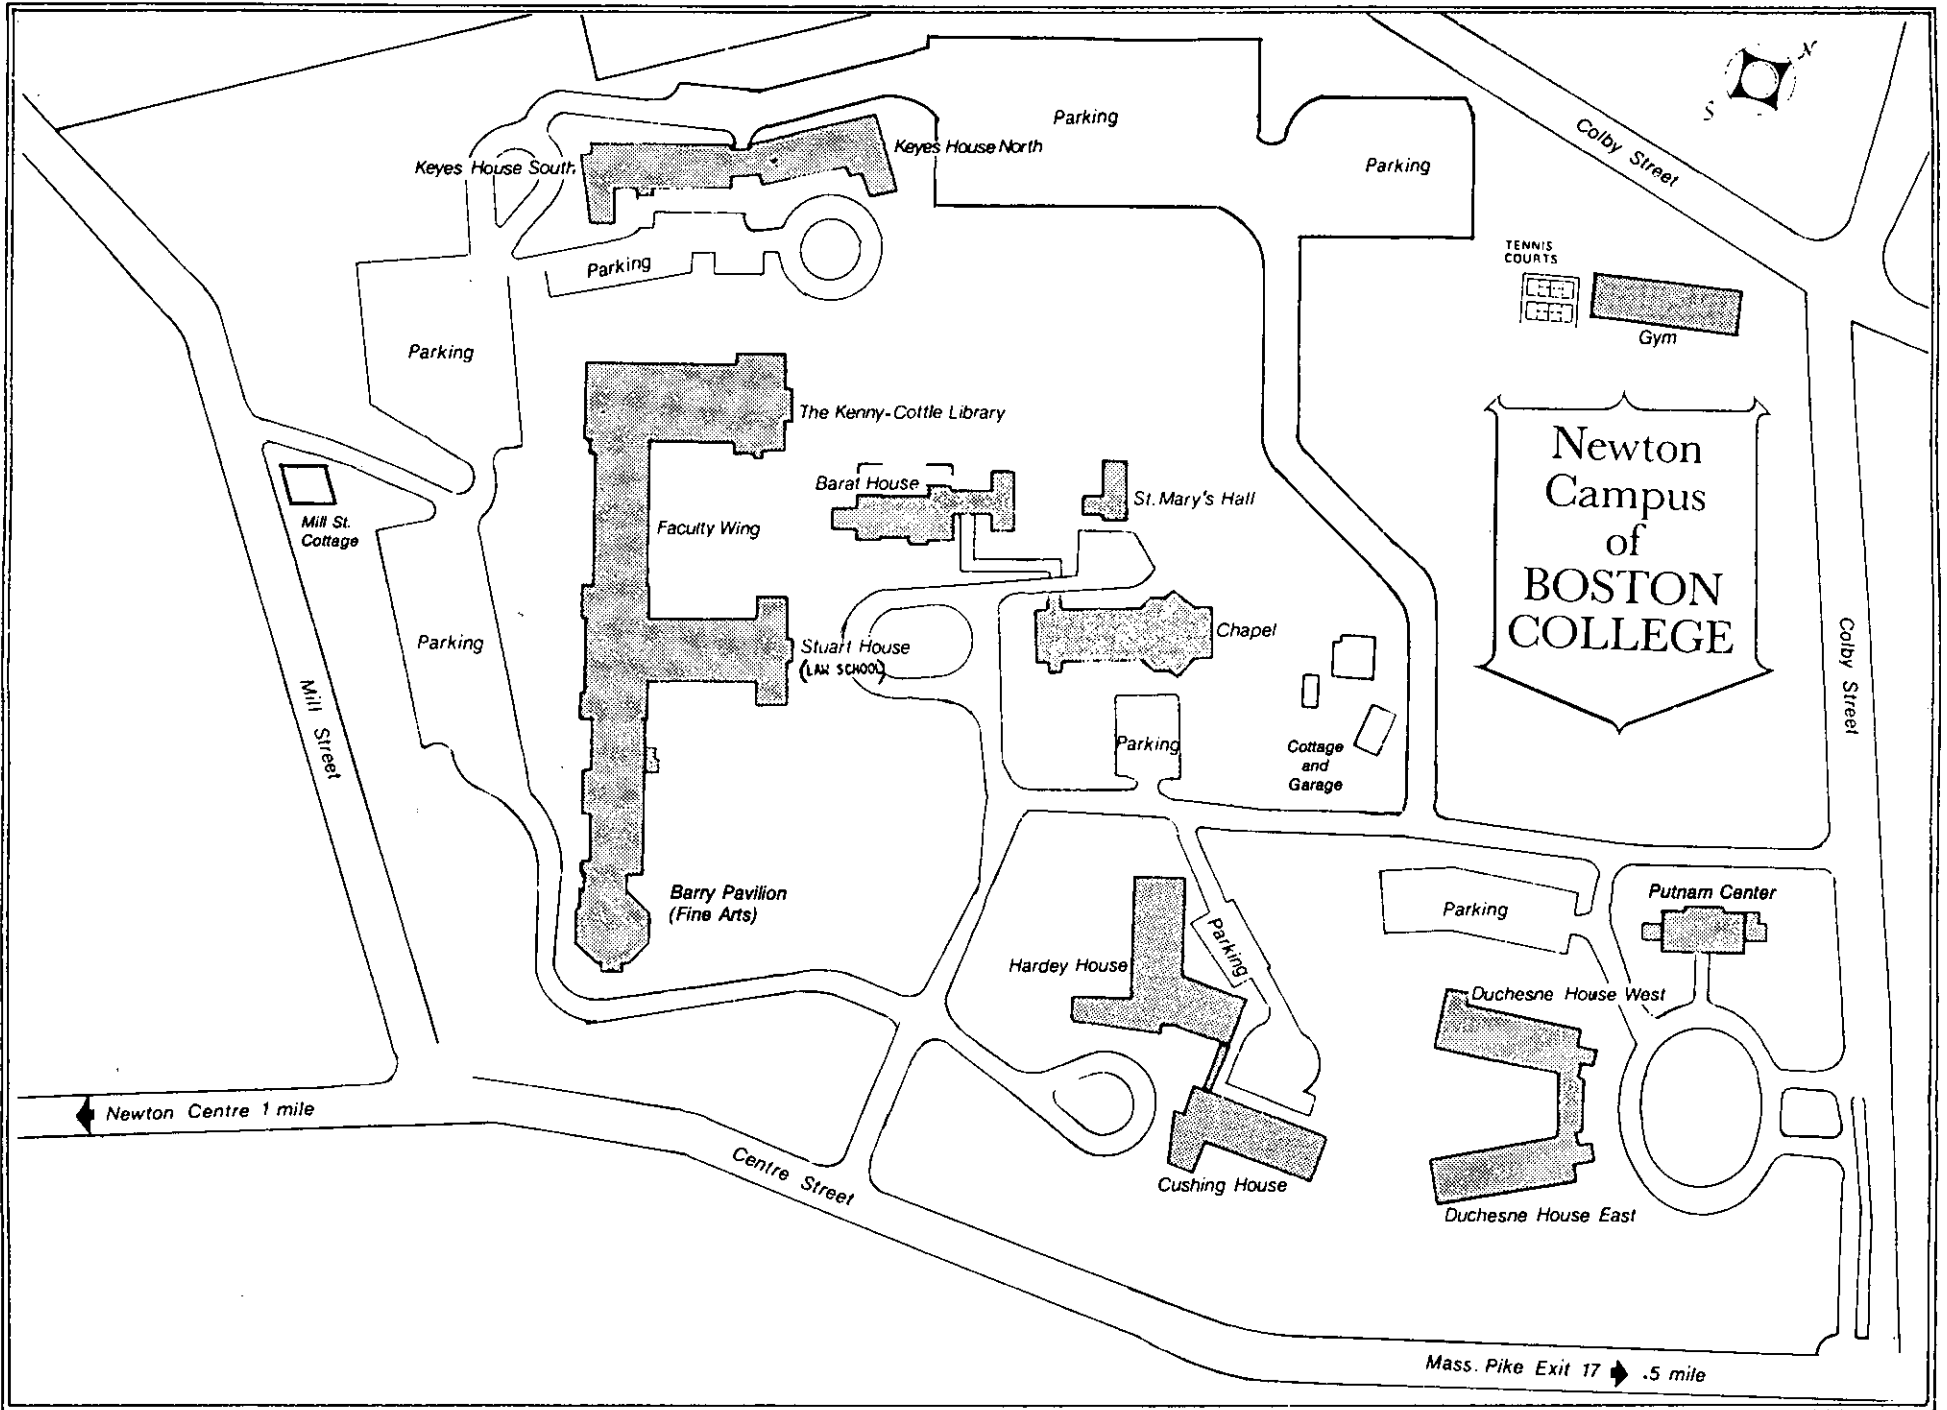 N
S
Colby Street
Parking
Parking
Keyes House North
Keyes House South
Parking
TENNIS
COURTS
Gym
Parking
The Kenny-Cottle Library
Newton
Campus
of
BOSTON
COLLEGE
Barat House
St. Mary's Hall
Mill St.
Cottage
Faculty Wing
Parking
Stuart House
(LAW SCHOOL)
Chapel
Colby Street
Mill Street
Parking
Cottage
and
Garage
Barry Pavilion
(Fine Arts)
Putnam Center
Parking
Parking
Hardey House
Duchesne House West
Newton Centre 1 mile
Centre Street
Cushing House
Duchesne House East
Mass. Pike Exit 17 .5 mile